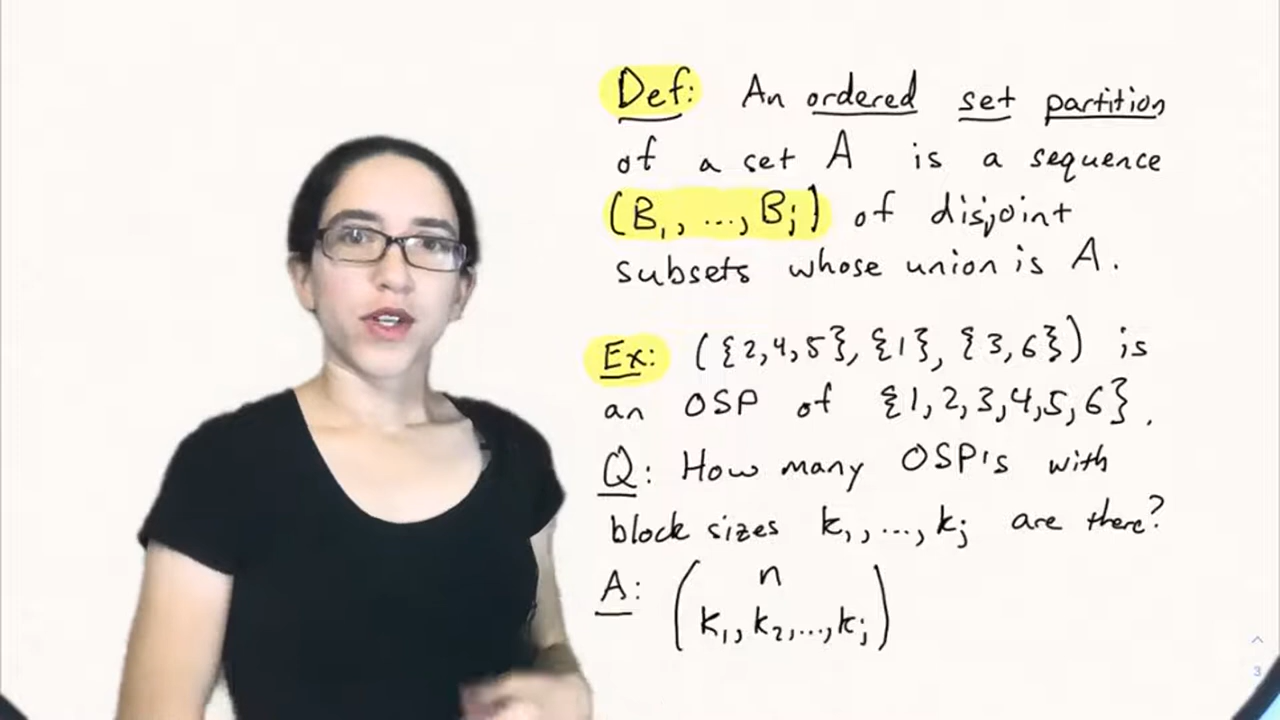 Def: An ordered set partition
of a set A is a sequence
(B₁, ..., Bⱼ) of disjoint
subsets whose union is A.
Ex: ({2,4,5}, {1}, {3,6}) is
an OSP of {1,2,3,4,5,6}.
Q: How many OSP's with
block sizes k₁, ..., kⱼ are there?
A: ( n
k₁, k₂, ..., kⱼ )
3